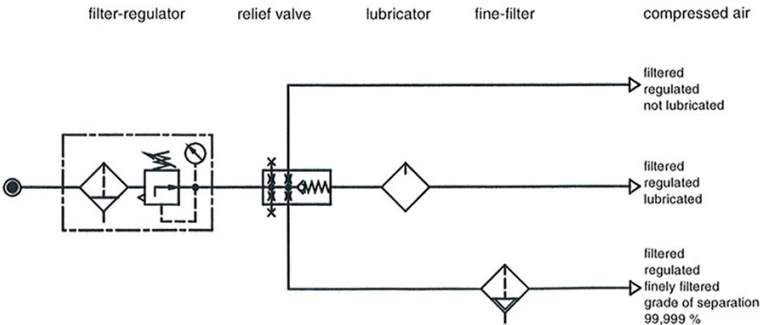 filter-regulator relief valve lubricator fine-filter compressed air
filtered
regulated
not lubricated
filtered
regulated
lubricated
filtered
regulated
finely filtered
grade of separation
99,999 %